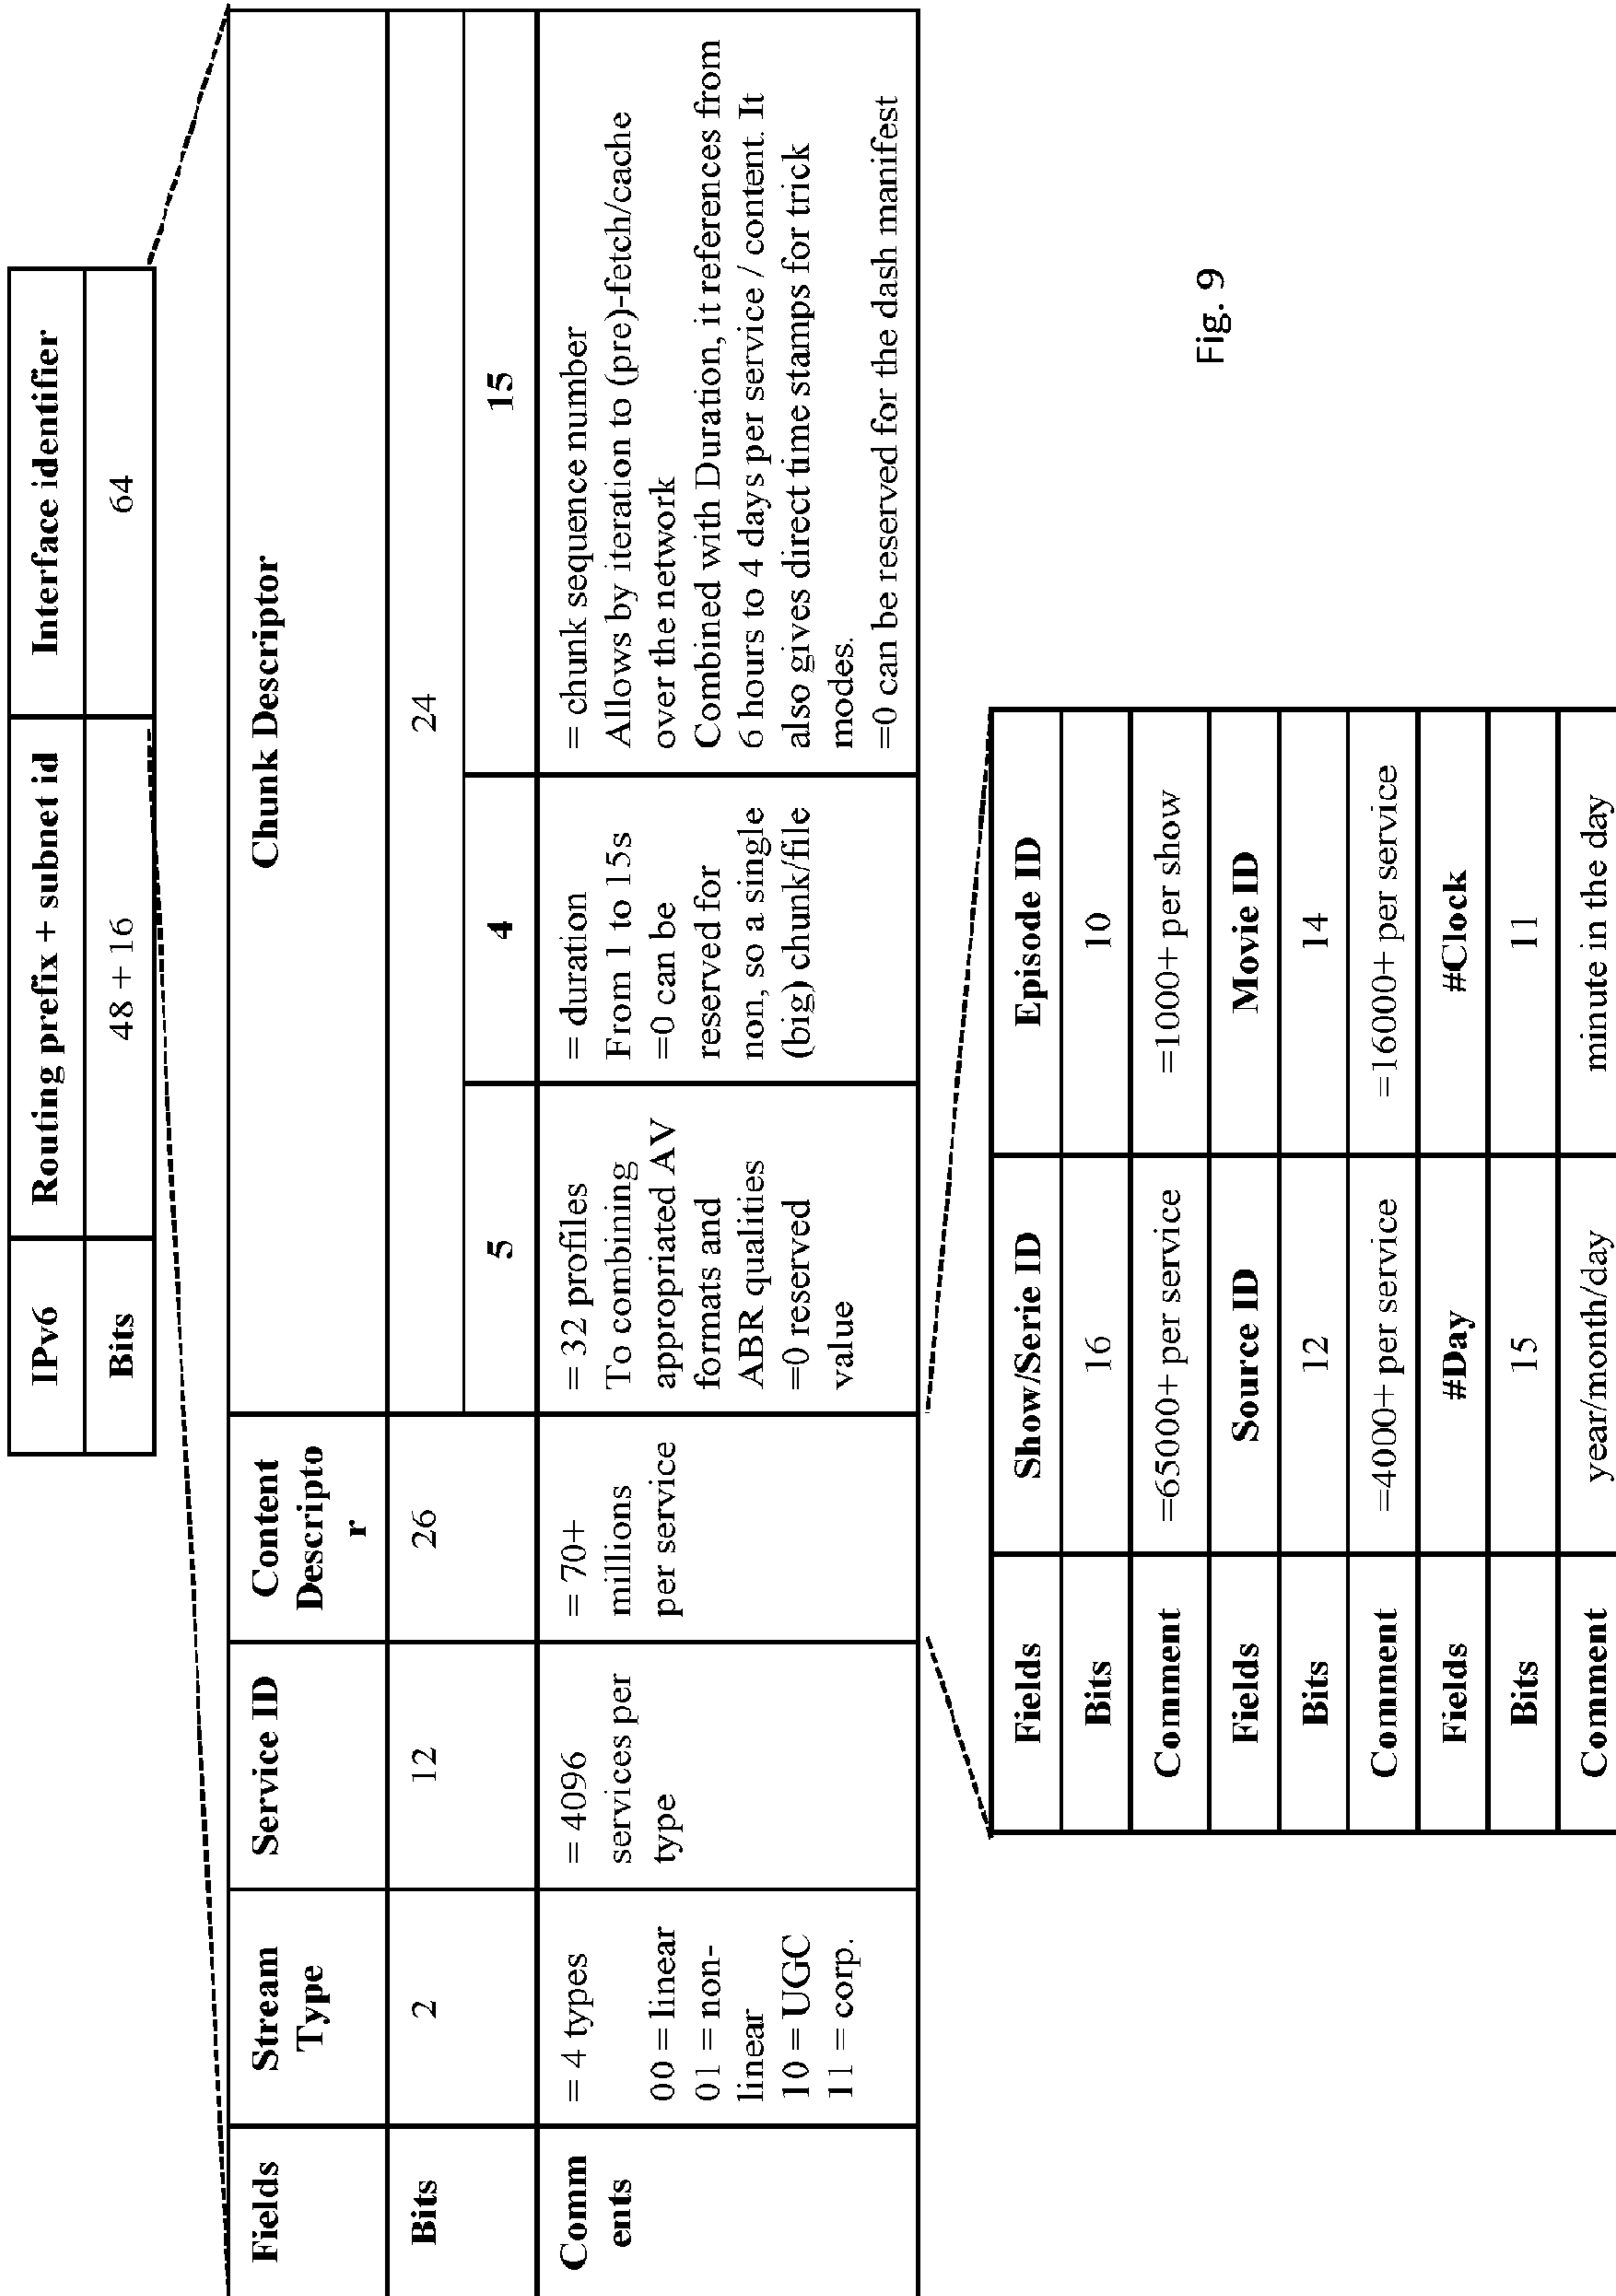 IPv6 Routing prefix + subnet id Interface identifier
Bits 48 + 16 64
Fields Stream Type Service ID Content Descripto r Chunk Descriptor
Bits 2 12 26 24
5 4 15
Comm
ents
= 4 types
00 = linear
01 = non-
linear
10 = UGC
11 = corp.
= 4096
services per
type
= 70+
millions
per service
= 32 profiles
To combining
appropriated AV
formats and
ABR qualities
=0 reserved
value
= duration
From 1 to 15s
=0 can be
reserved for
non, so a single
(big) chunk/file
= chunk sequence number
Allows by iteration to (pre)-fetch/cache
over the network
Combined with Duration, it references from
6 hours to 4 days per service / content. It
also gives direct time stamps for trick
modes.
=0 can be reserved for the dash manifest
Fields Show/Serie ID Episode ID
Bits 16 10
Comment =65000+ per service =1000+ per show
Fields Source ID Movie ID
Bits 12 14
Comment =4000+ per service =16000+ per service
Fields #Day #Clock
Bits 15 11
Comment year/month/day minute in the day
Fig. 9